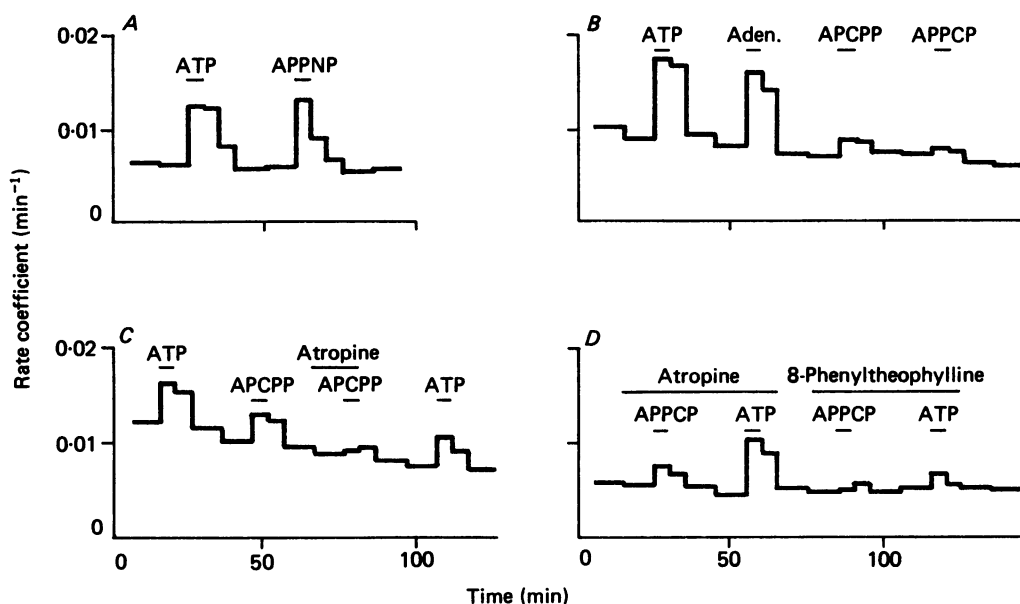 A
0·02
ATP
APPNP
0·01
0
50
100
B
ATP
Aden.
APCPP
APPCP
Rate coefficient (min⁻¹)
C
0·02
ATP
Atropine
APCPP
APCPP
ATP
0·01
0
0
50
100
D
Atropine
8-Phenyltheophylline
APPCP
ATP
APPCP
ATP
0
50
100
Time (min)